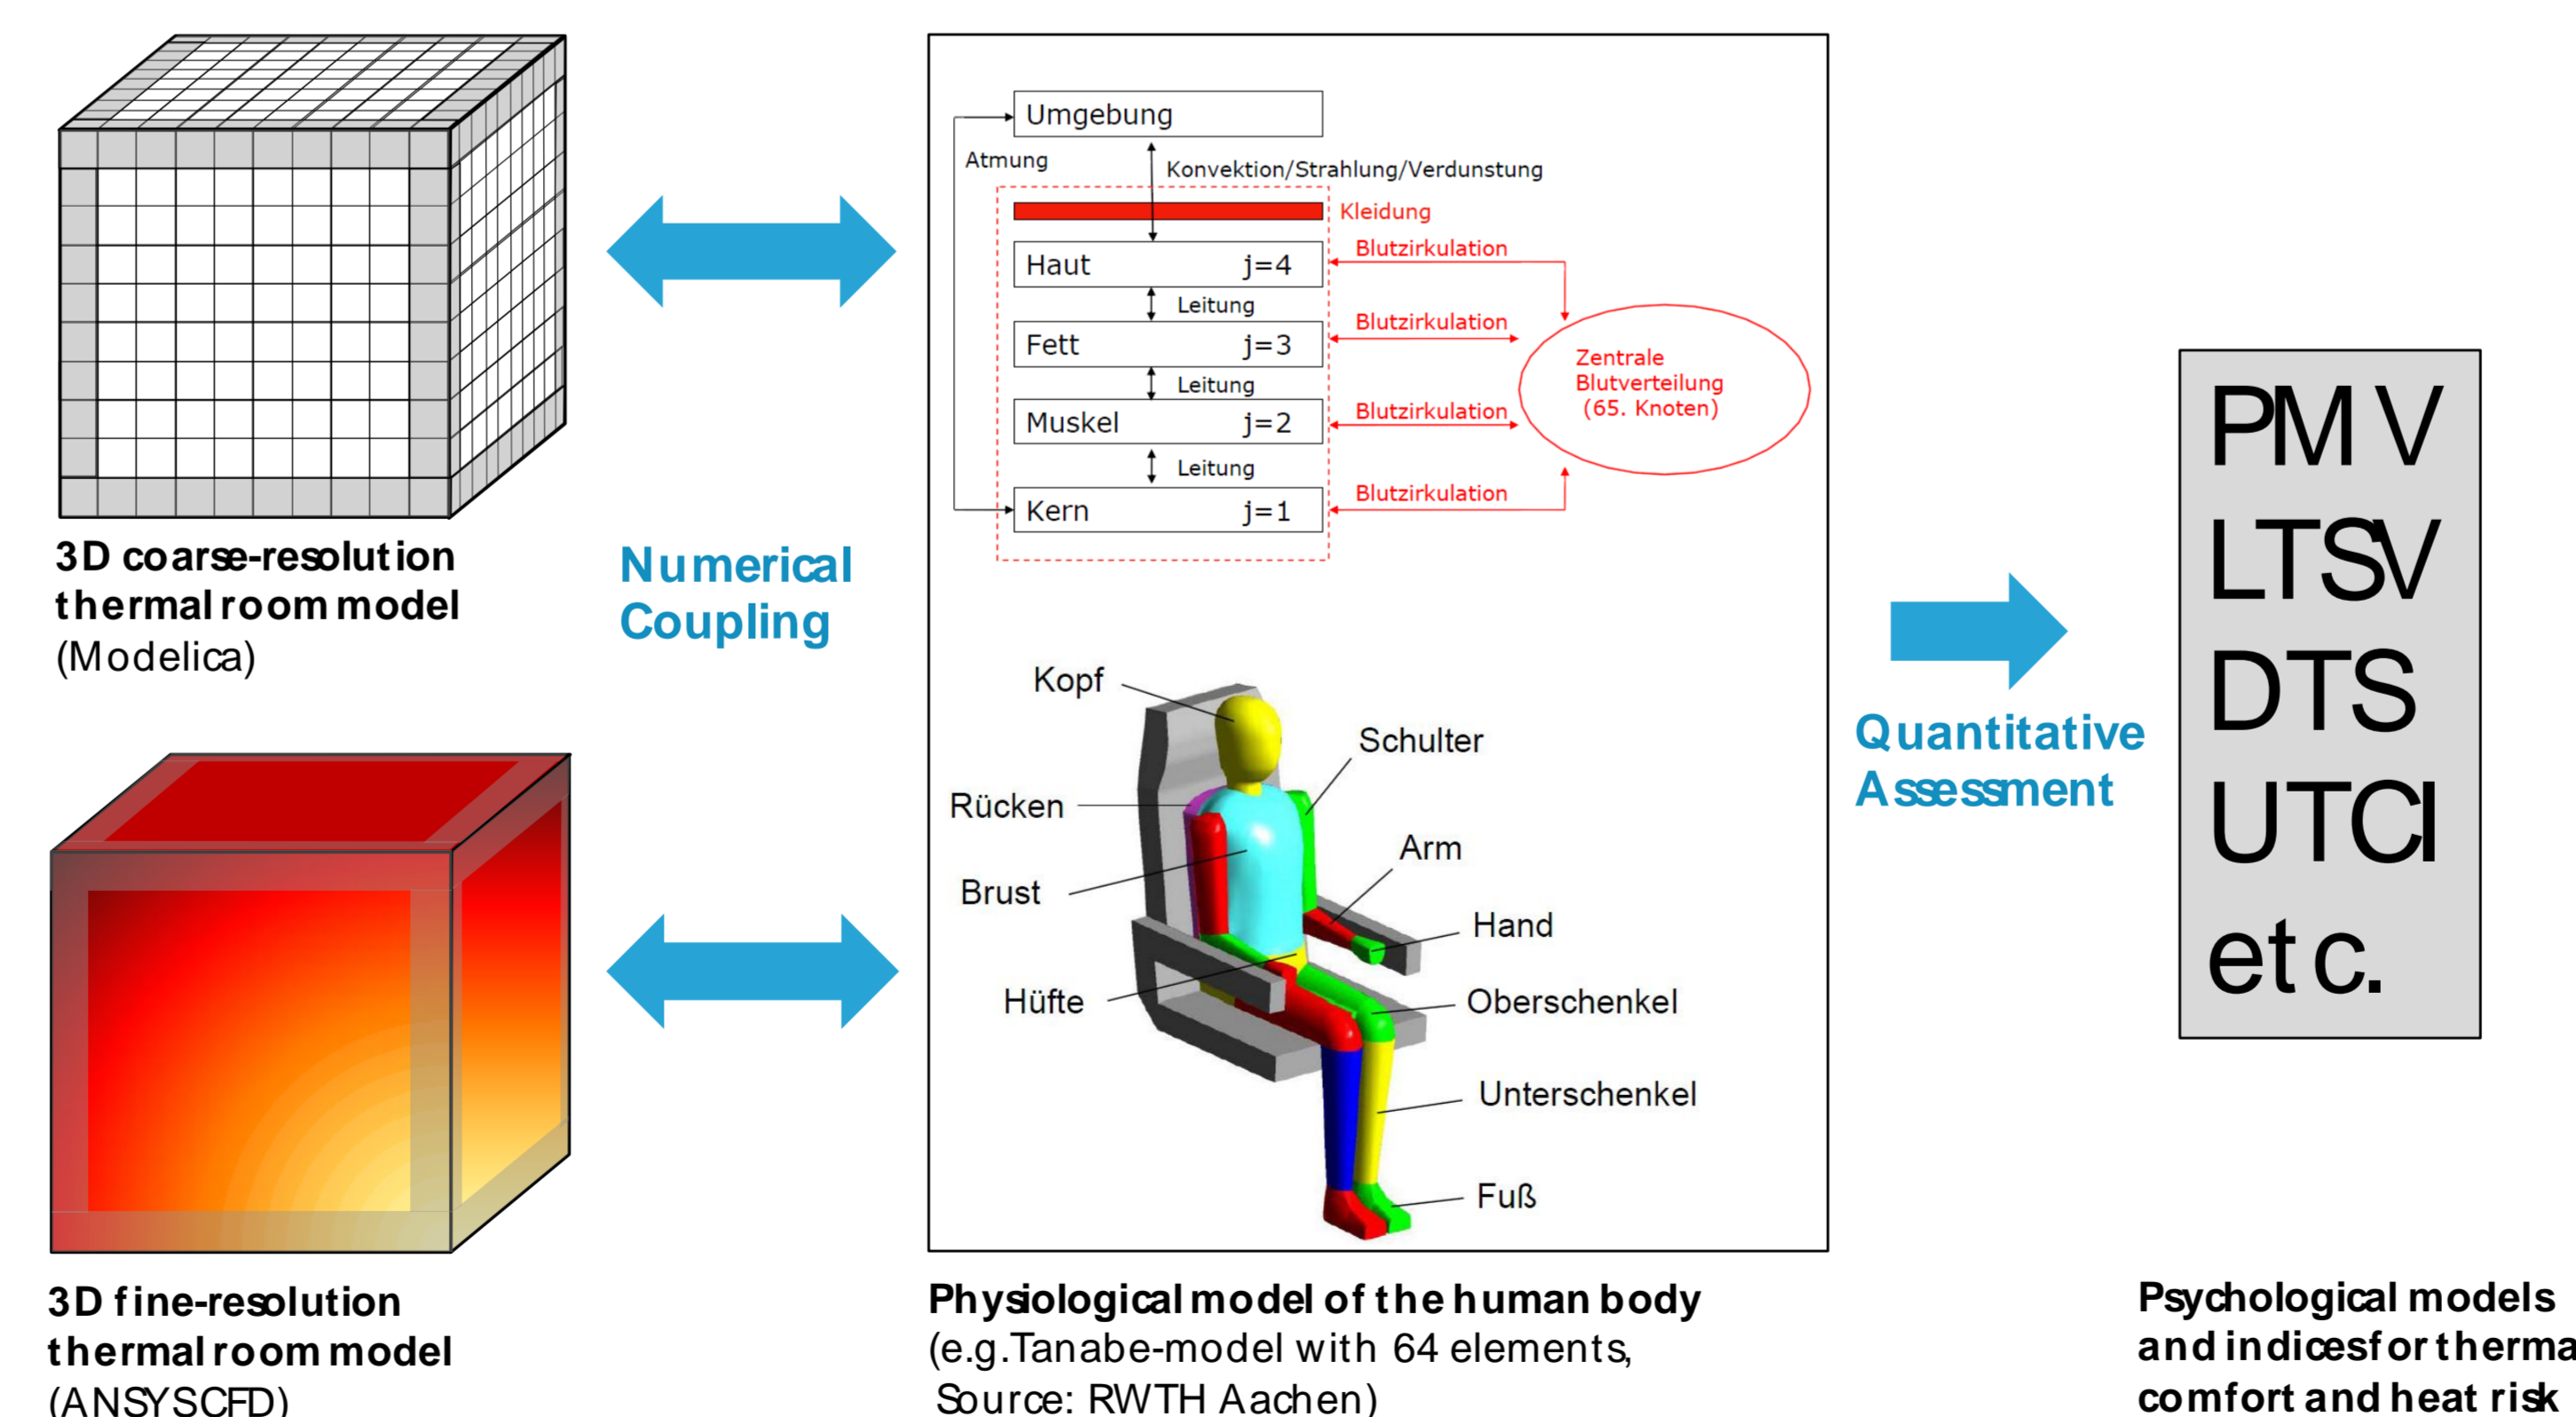 Umgebung
Atmung
Konvektion/Strahlung/Verdunstung
Kleidung
Haut j=4
Blutzirkulation
Leitung
Fett j=3
Blutzirkulation
Leitung
Muskel j=2
Blutzirkulation
Leitung
Kern j=1
Blutzirkulation
Zentrale
Blutverteilung
(65. Knoten)
3D coarse-resolution
thermal room model
(Modelica)
Numerical
Coupling
Kopf
Schulter
Rücken
Arm
Brust
Hand
Hüfte
Oberschenkel
Unterschenkel
Fuß
Quantitative
Assessment
PMV
LTSV
DTS
UTCI
etc.
3D fine-resolution
thermal room model
(ANSYS CFD)
Physiological model of the human body
(e.g.Tanabe-model with 64 elements,
Source: RWTH Aachen)
Psychological models
and indices for therma
comfort and heat risk